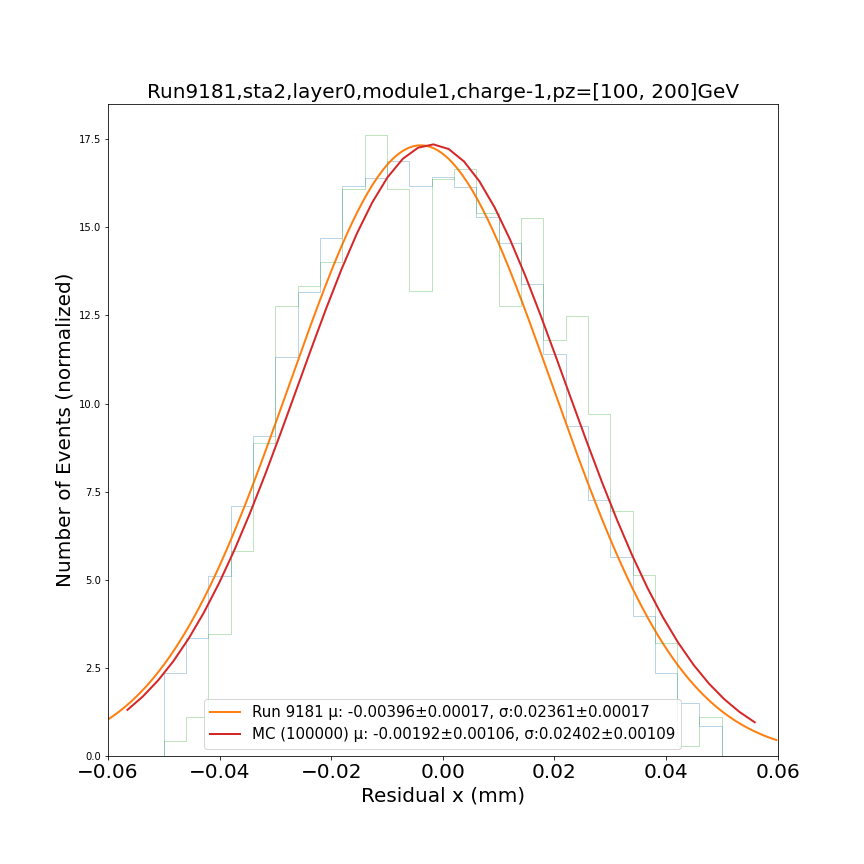 Run9181,sta2,layer0,module1,charge-1,pz=[100, 200]GeV
Number of Events (normalized)
17.5
15.0
12.5
10.0
7.5
5.0
2.5
0.0
Run 9181 μ: -0.00396±0.00017, σ:0.02361±0.00017
MC (100000) μ: -0.00192±0.00106, σ:0.02402±0.00109
−0.06 −0.04 −0.02 0.00 0.02 0.04 0.06
Residual x (mm)